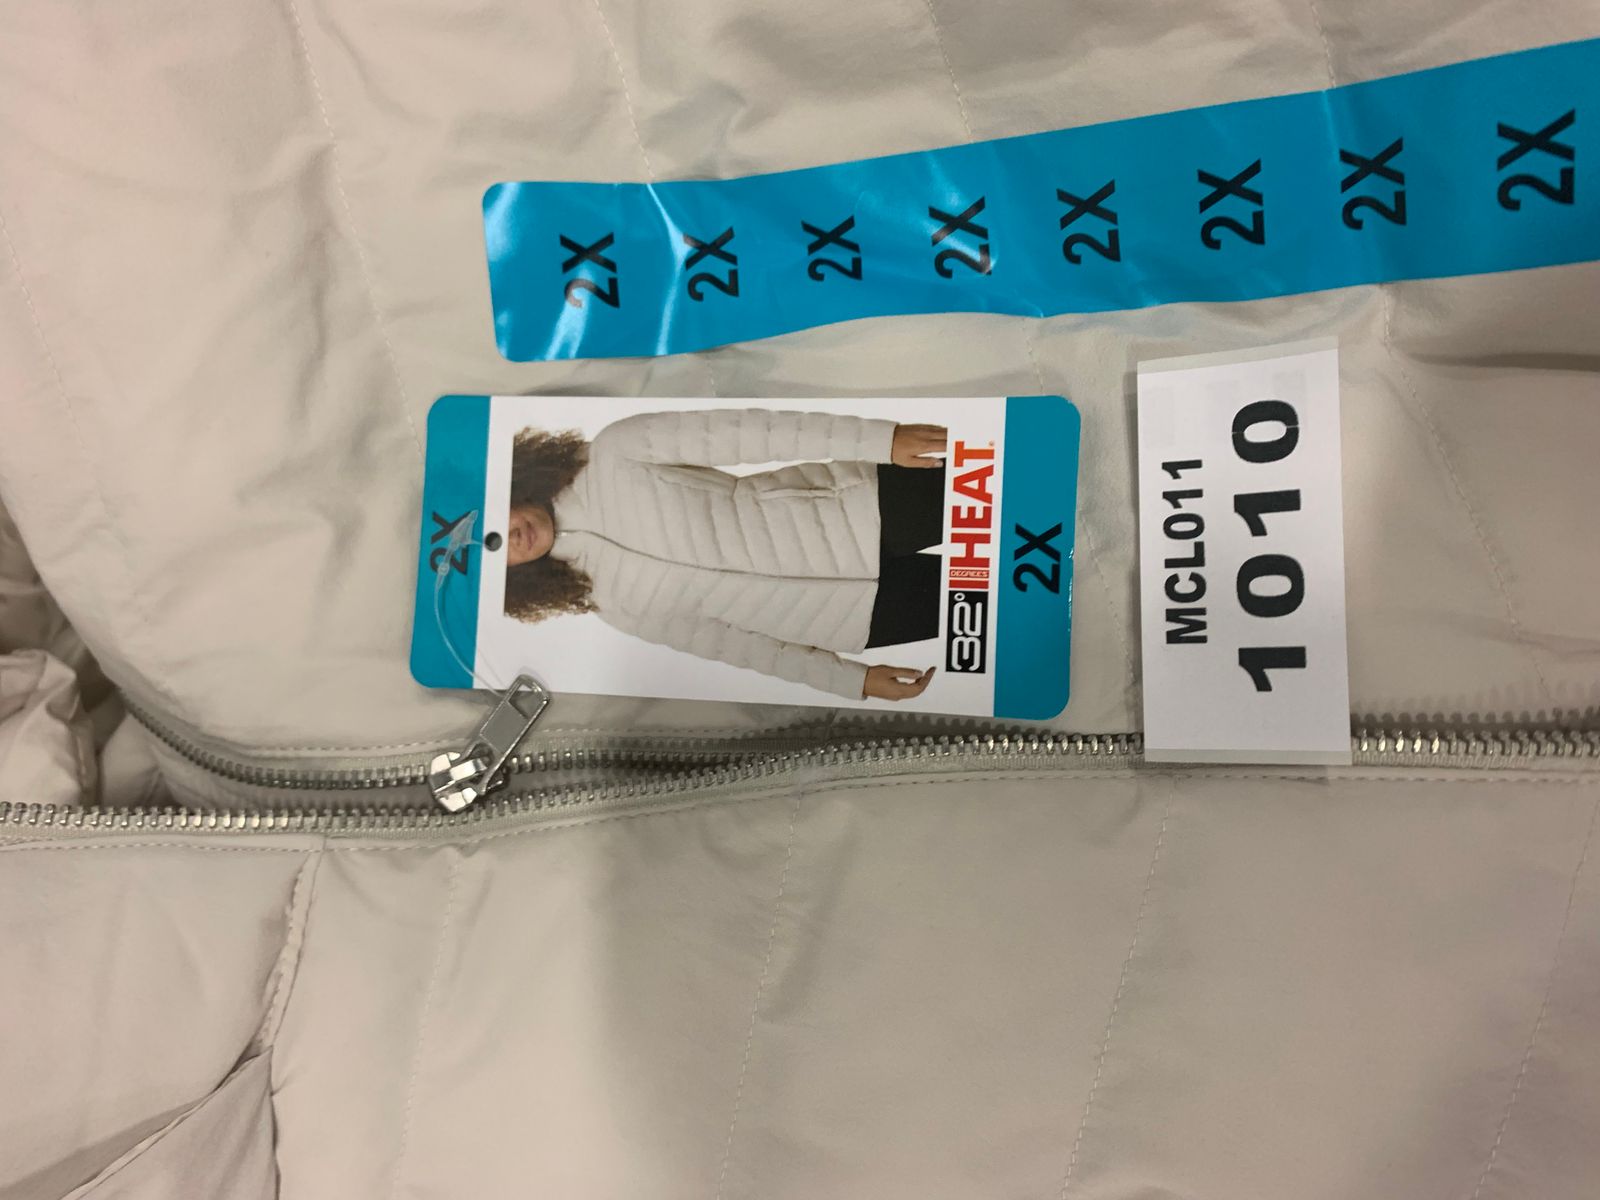 2X 2X 2X 2X 2X 2X 2X 2X
2X
32° DEGREES HEAT
2X
MCL011
1010